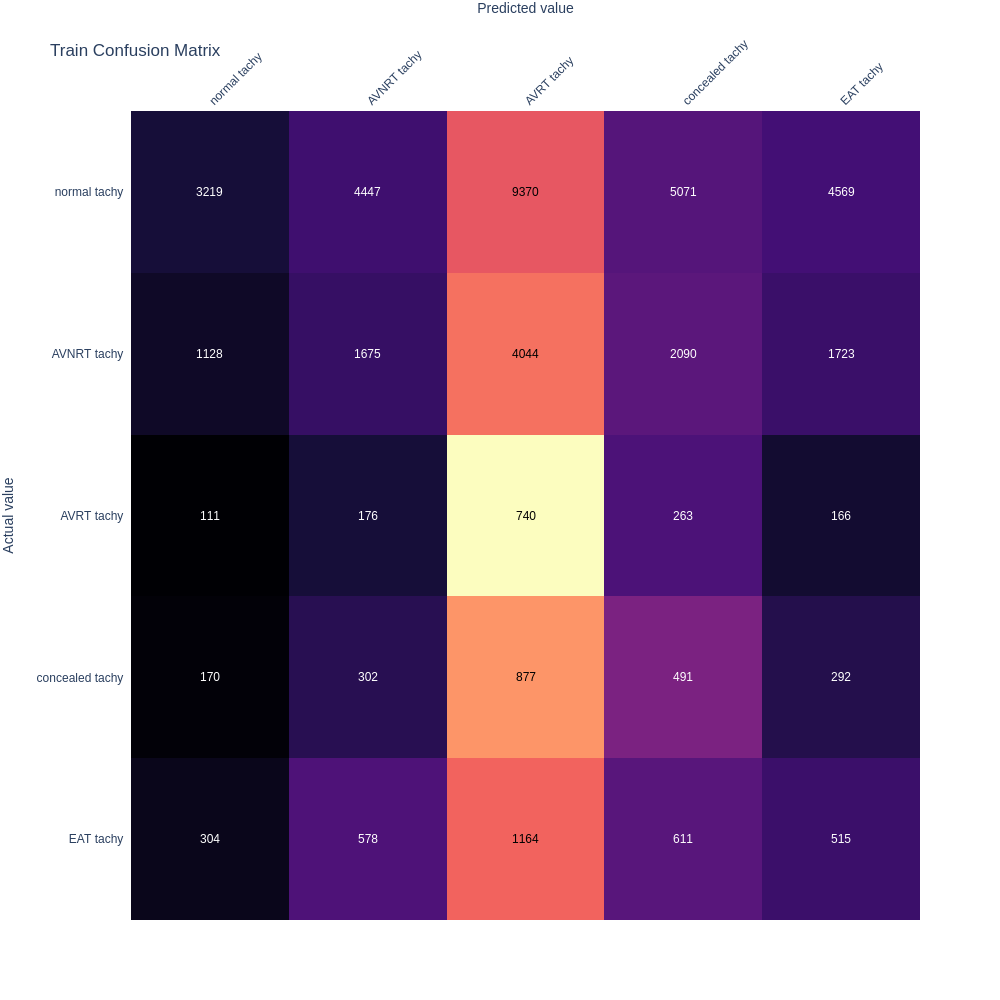 Predicted value
Train Confusion Matrix
normal tachy
AVNRT tachy
AVRT tachy
concealed tachy
EAT tachy
Actual value
normal tachy 3219 4447 9370 5071 4569
AVNRT tachy 1128 1675 4044 2090 1723
AVRT tachy 111 176 740 263 166
concealed tachy 170 302 877 491 292
EAT tachy 304 578 1164 611 515